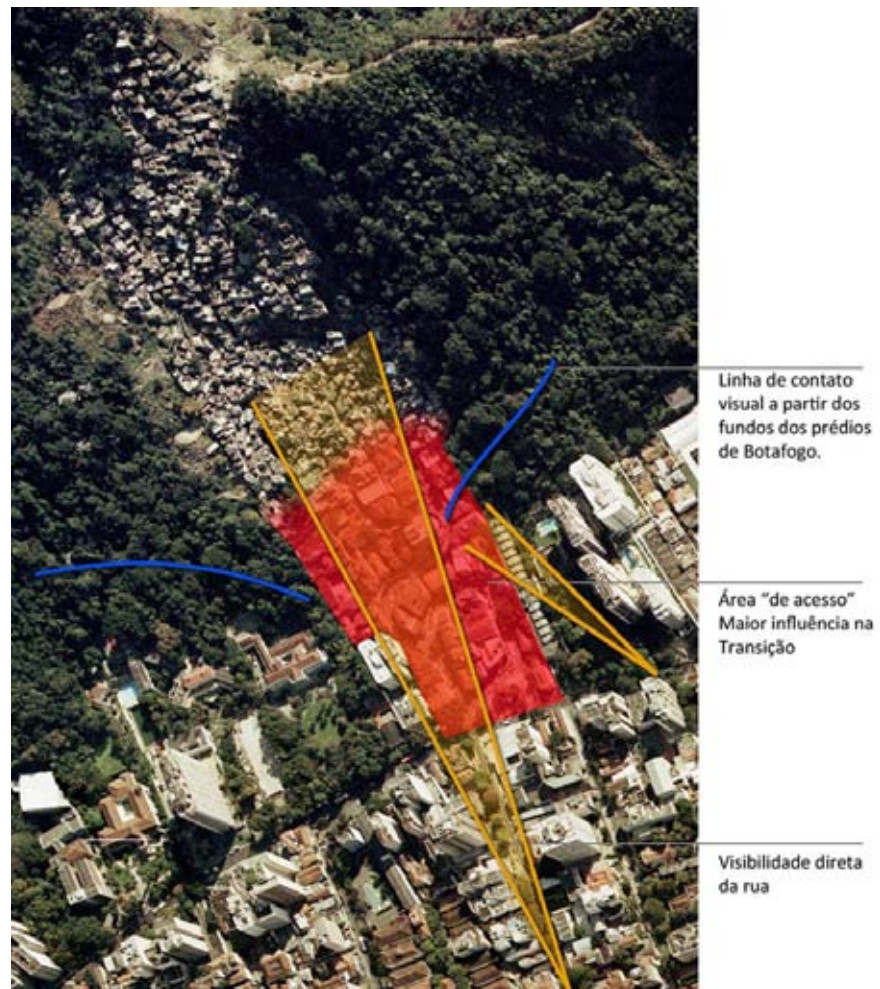 Linha de contato
visual a partir dos
fundos dos prédios
de Botafogo.
Área “de acesso”
Maior influência na
Transição
Visibilidade direta
da rua